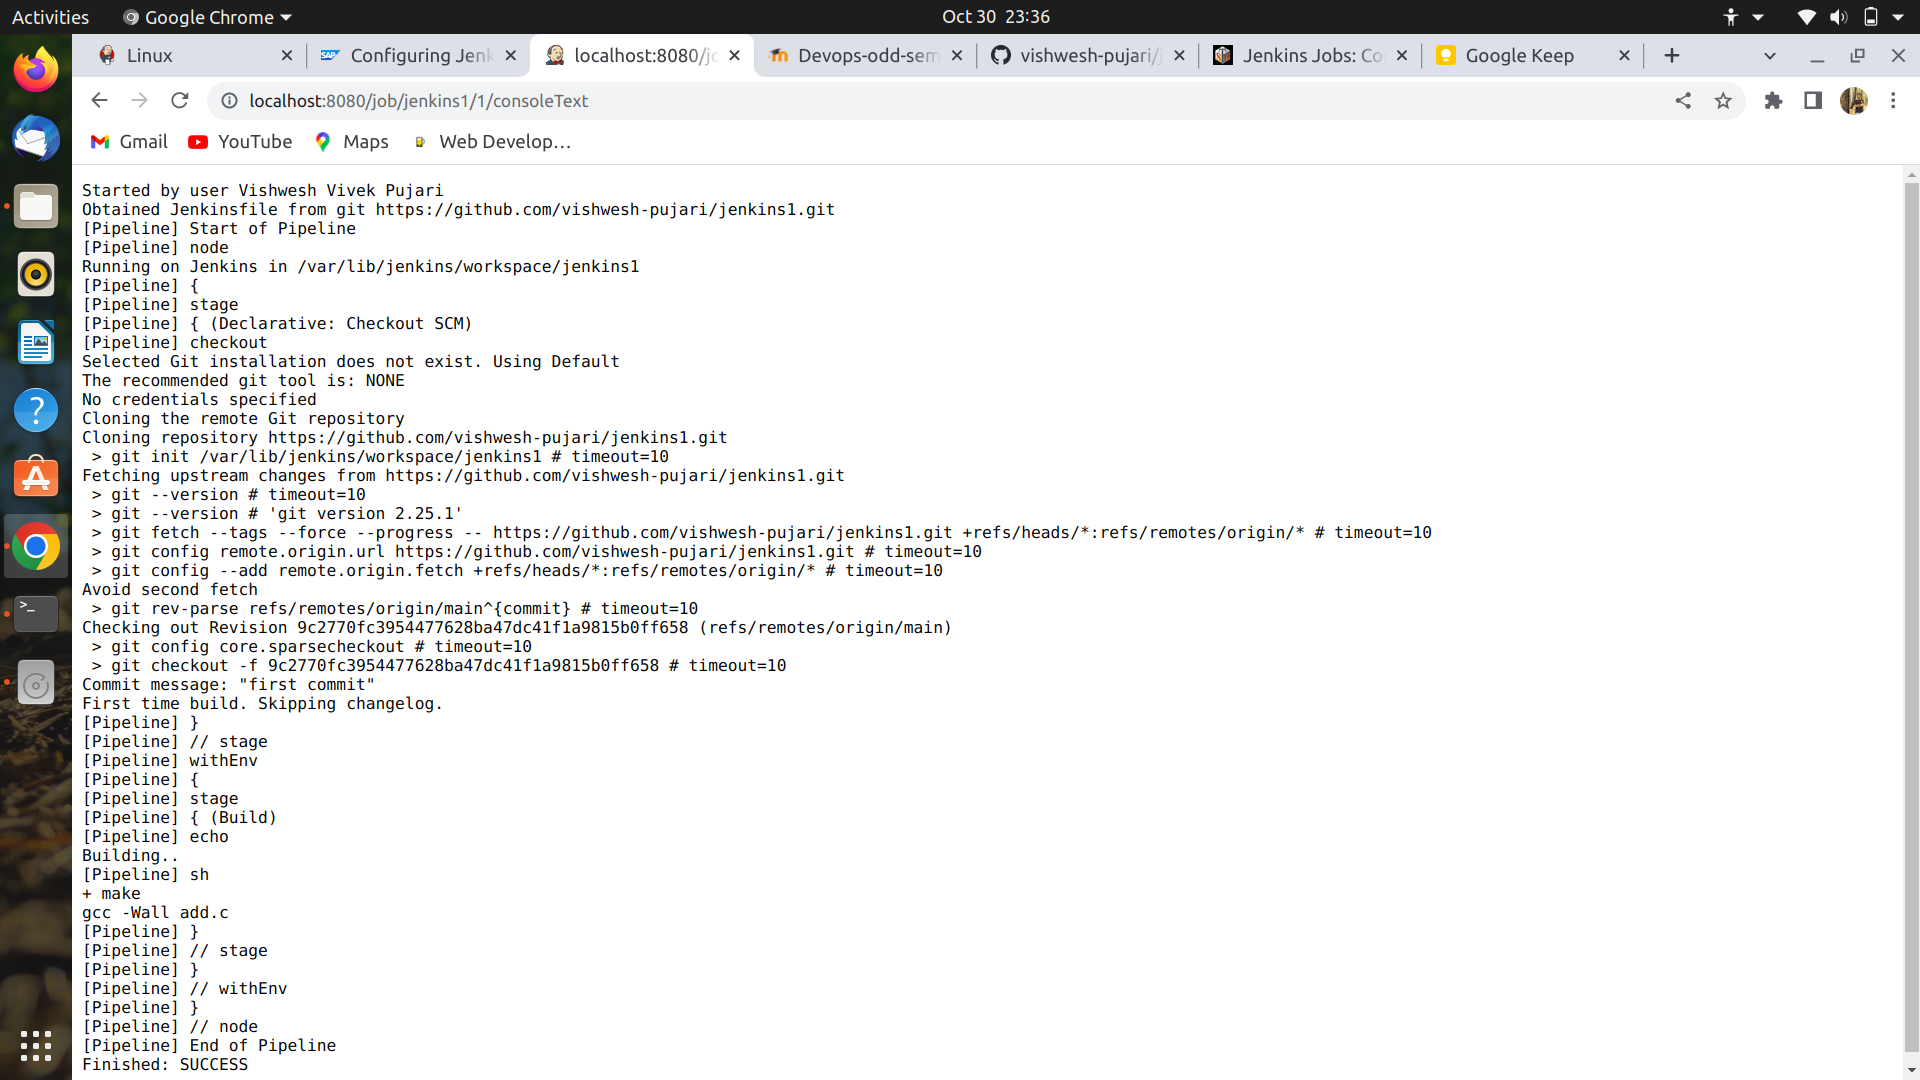 Activities
Google Chrome
Oct 30 23:36
Linux
Configuring Jenk
localhost:8080/jo
Devops-odd-sem
vishwesh-pujari/j
Jenkins Jobs: Co
Google Keep
localhost:8080/job/jenkins1/1/consoleText
Gmail
YouTube
Maps
Web Develop…
Started by user Vishwesh Vivek Pujari
Obtained Jenkinsfile from git https://github.com/vishwesh-pujari/jenkins1.git
[Pipeline] Start of Pipeline
[Pipeline] node
Running on Jenkins in /var/lib/jenkins/workspace/jenkins1
[Pipeline] {
[Pipeline] stage
[Pipeline] { (Declarative: Checkout SCM)
[Pipeline] checkout
Selected Git installation does not exist. Using Default
The recommended git tool is: NONE
No credentials specified
Cloning the remote Git repository
Cloning repository https://github.com/vishwesh-pujari/jenkins1.git
 > git init /var/lib/jenkins/workspace/jenkins1 # timeout=10
Fetching upstream changes from https://github.com/vishwesh-pujari/jenkins1.git
 > git --version # timeout=10
 > git --version # 'git version 2.25.1'
 > git fetch --tags --force --progress -- https://github.com/vishwesh-pujari/jenkins1.git +refs/heads/*:refs/remotes/origin/* # timeout=10
 > git config remote.origin.url https://github.com/vishwesh-pujari/jenkins1.git # timeout=10
 > git config --add remote.origin.fetch +refs/heads/*:refs/remotes/origin/* # timeout=10
Avoid second fetch
 > git rev-parse refs/remotes/origin/main^{commit} # timeout=10
Checking out Revision 9c2770fc3954477628ba47dc41f1a9815b0ff658 (refs/remotes/origin/main)
 > git config core.sparsecheckout # timeout=10
 > git checkout -f 9c2770fc3954477628ba47dc41f1a9815b0ff658 # timeout=10
Commit message: "first commit"
First time build. Skipping changelog.
[Pipeline] }
[Pipeline] // stage
[Pipeline] withEnv
[Pipeline] {
[Pipeline] stage
[Pipeline] { (Build)
[Pipeline] echo
Building..
[Pipeline] sh
+ make
gcc -Wall add.c
[Pipeline] }
[Pipeline] // stage
[Pipeline] }
[Pipeline] // withEnv
[Pipeline] }
[Pipeline] // node
[Pipeline] End of Pipeline
Finished: SUCCESS